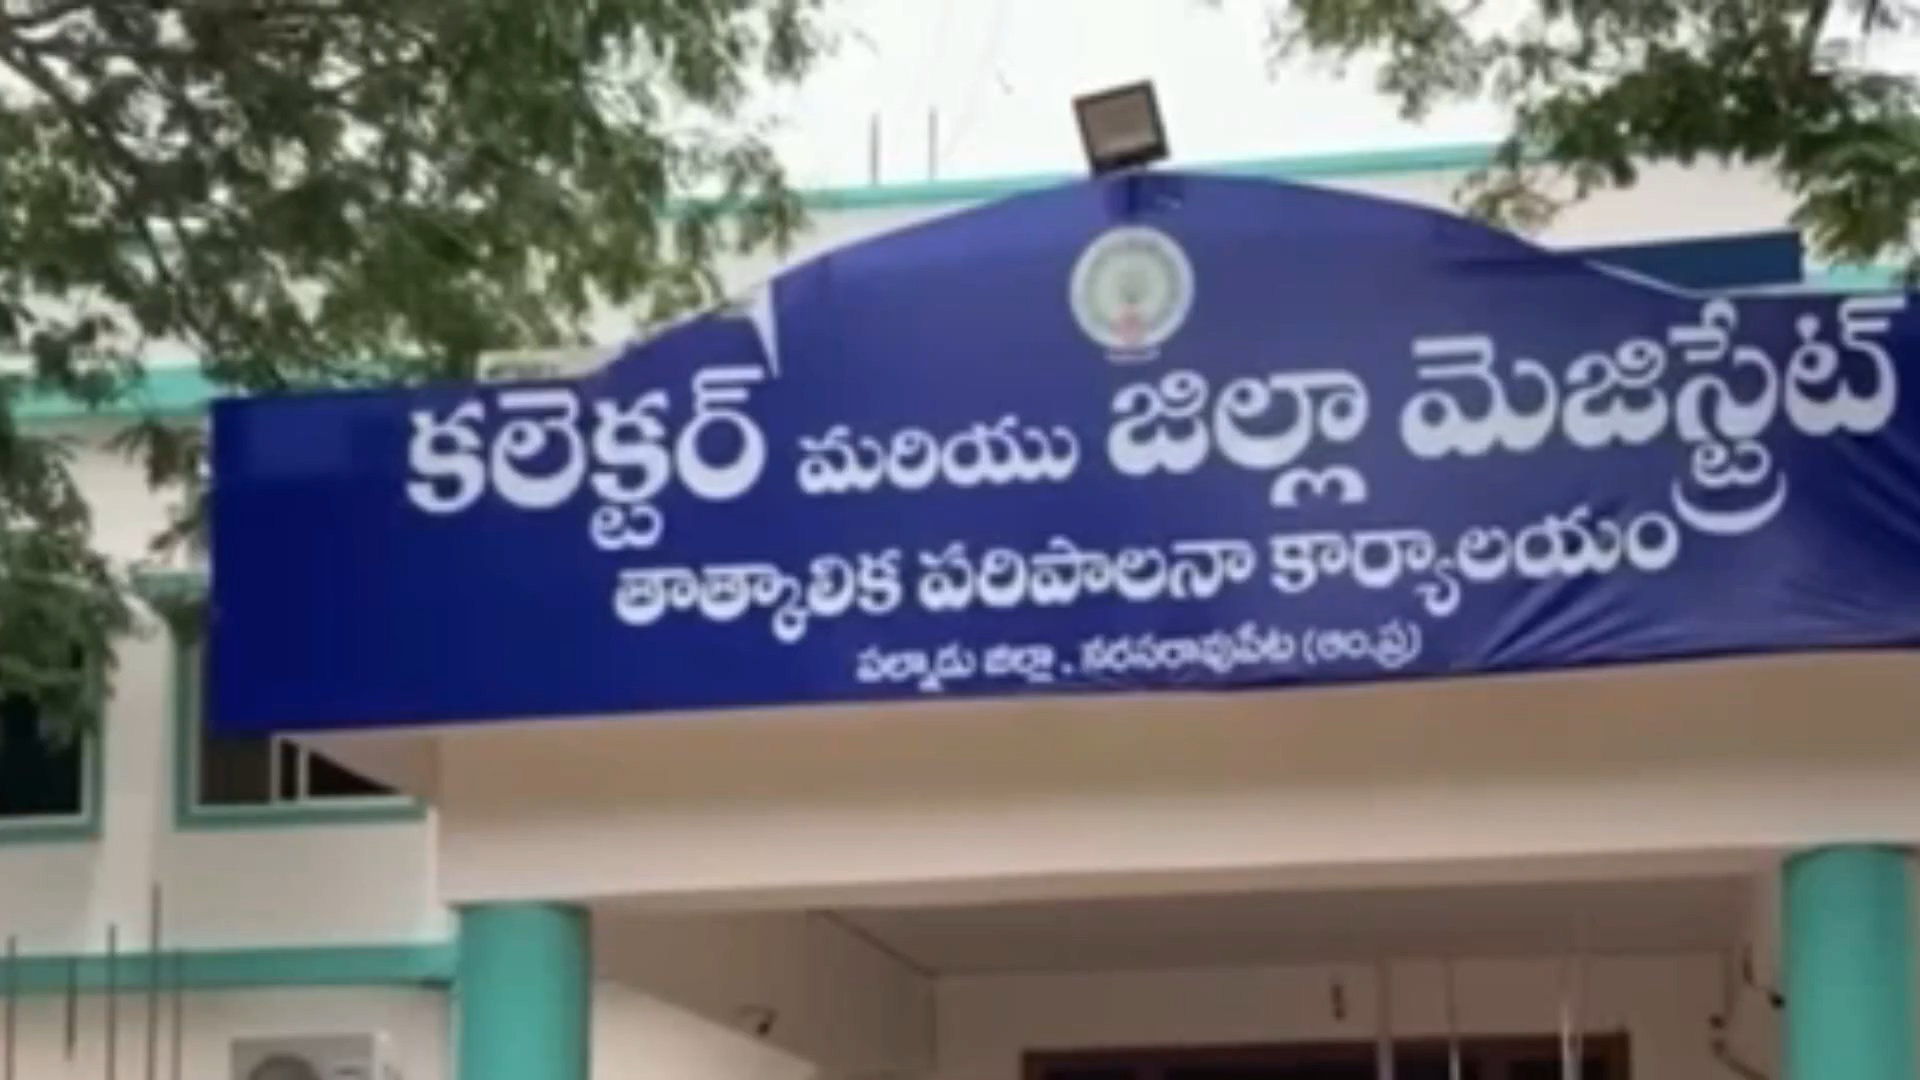 కలెక్టర్ మరియు జిల్లా మెజిస్ట్రేట్
తాత్కాలిక పరిపాలనా కార్యాలయం
పల్నాడు జిల్లా , నరసరావుపేట (ఆం.ప్ర)